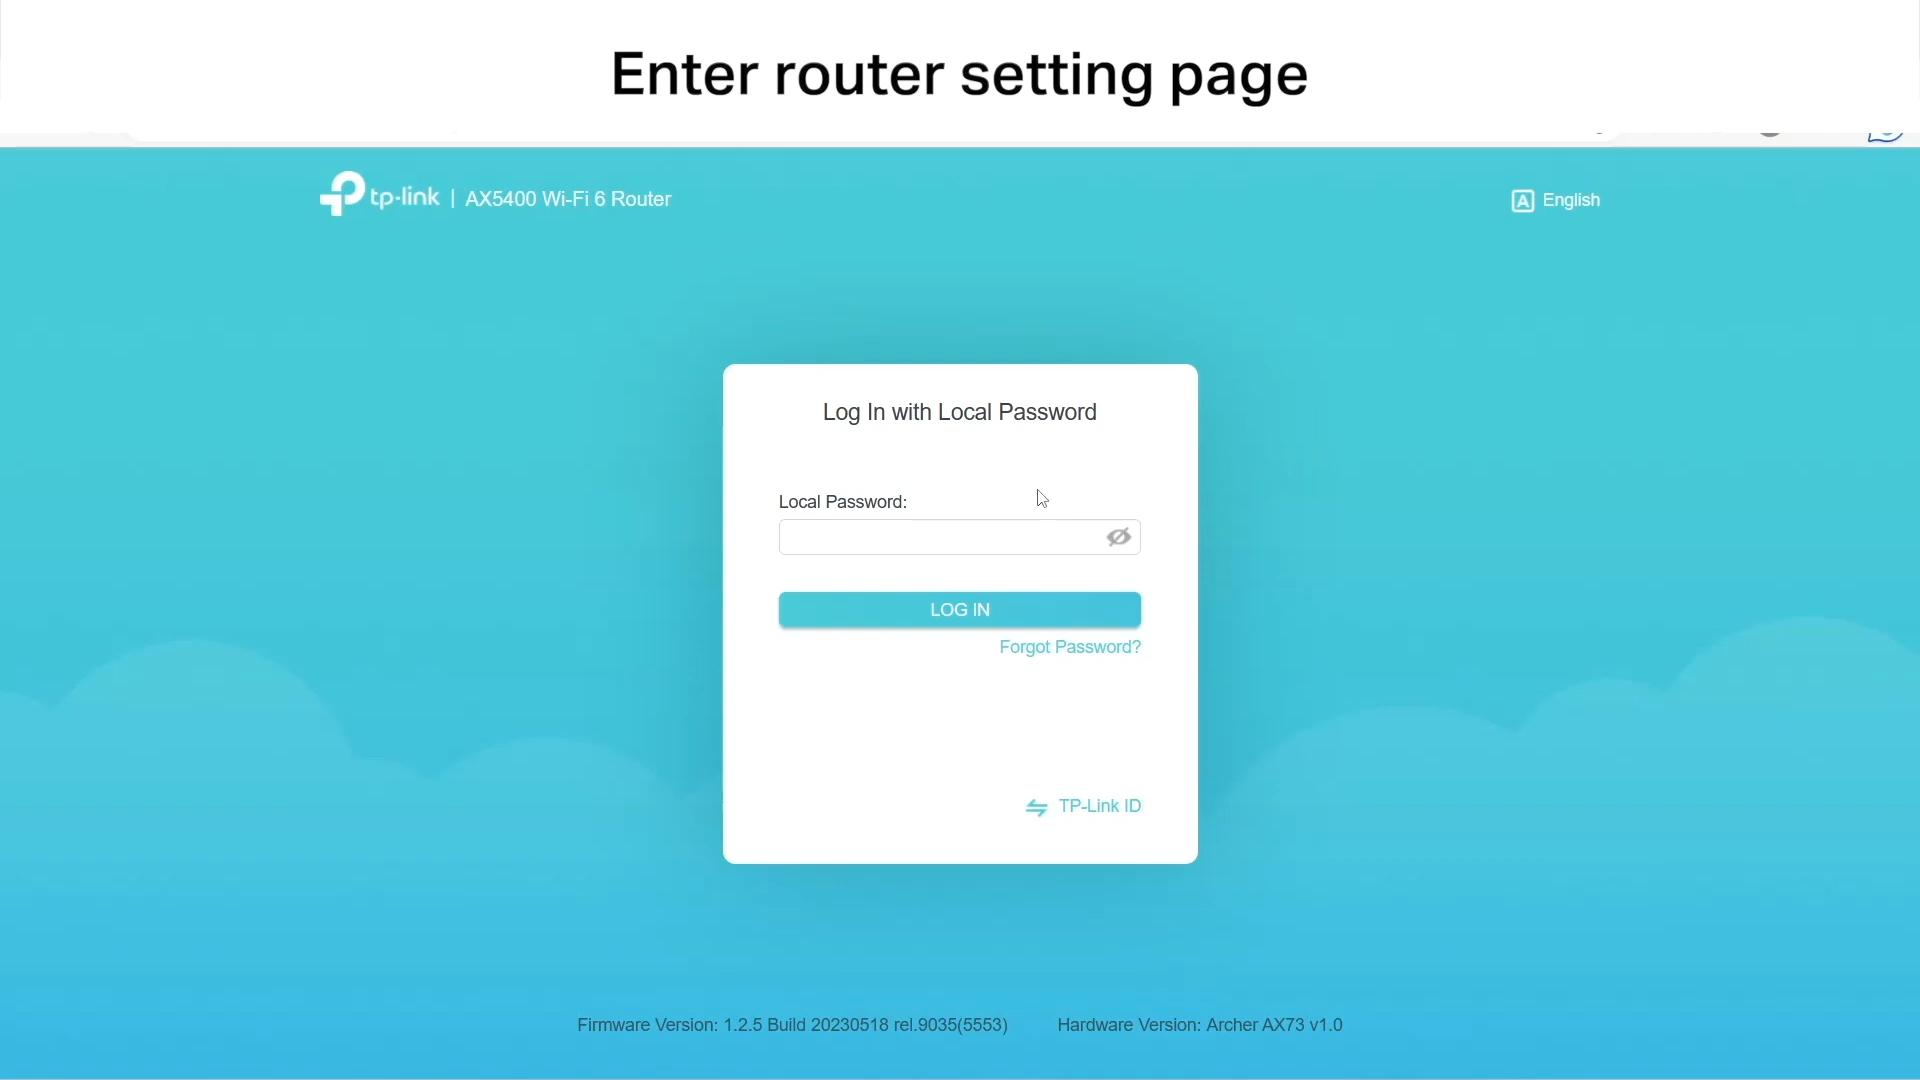 Enter router setting page
tp-link | AX5400 Wi-Fi 6 Router
A English
Log In with Local Password
Local Password:
LOG IN
Forgot Password?
TP-Link ID
Firmware Version: 1.2.5 Build 20230518 rel.9035(5553) Hardware Version: Archer AX73 v1.0